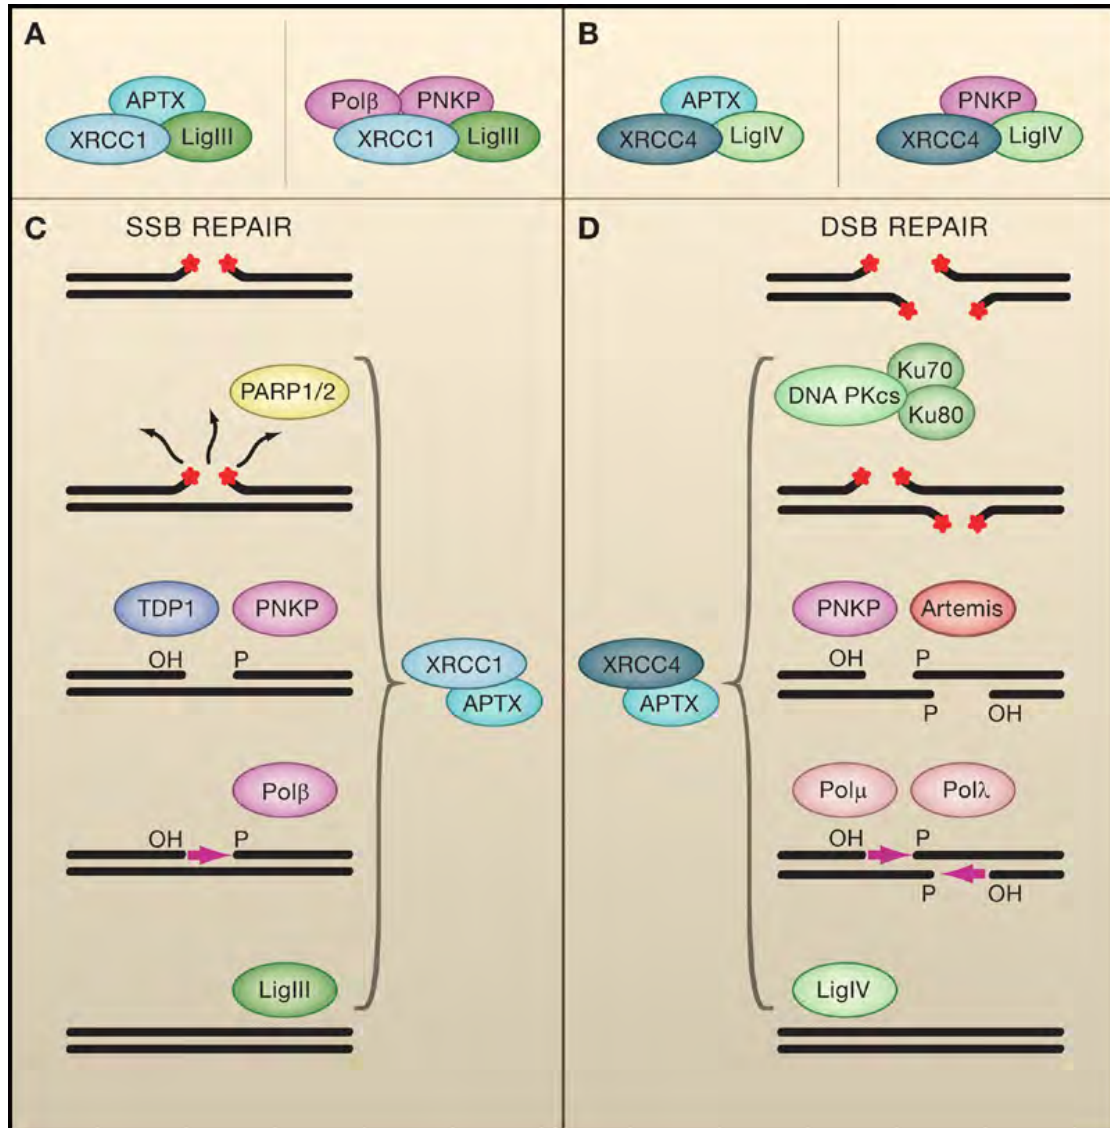 A
APTX
XRCC1
LigIII
Polβ
PNKP
XRCC1
LigIII
B
APTX
XRCC4
LigIV
PNKP
XRCC4
LigIV
C
SSB REPAIR
PARP1/2
TDP1
PNKP
OH
P
XRCC1
APTX
Polβ
OH
P
LigIII
D
DSB REPAIR
DNA PKcs
Ku70
Ku80
PNKP
Artemis
OH
P
P
OH
XRCC4
APTX
Polμ
Polλ
OH
P
P
OH
LigIV